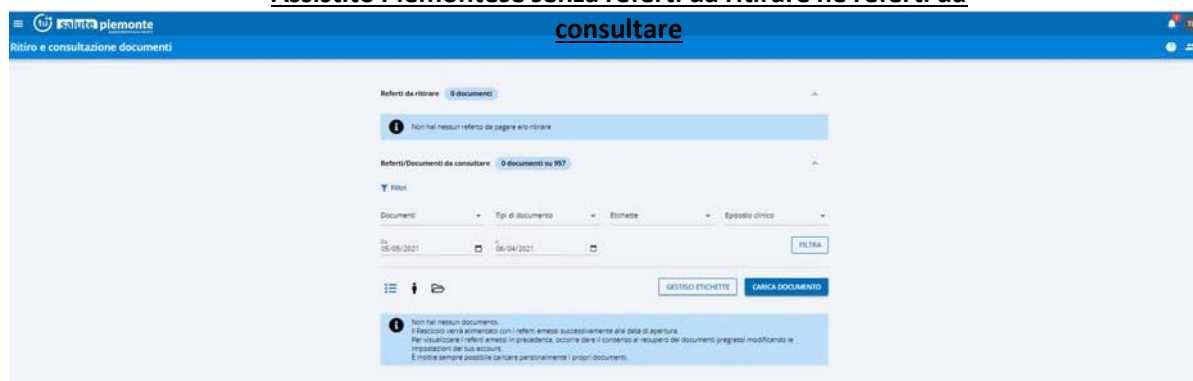 Assistito Piemontese senza referti da ritirare né referti da
consultare
tu salute piemonte
Ritiro e consultazione documenti
Referti da ritirare 0 documenti
Non hai nessun referto da pagare e/o ritirare
Referti/Documenti da consultare 0 documenti su 957
Filtri
Documenti Tipi di documento Etichette Episodio clinico
Da
05/05/2021 06/04/2021 FILTRA
GESTISCI ETICHETTE CARICA DOCUMENTO
Non hai nessun documento.
Il Fascicolo verrà alimentato con i referti emessi successivamente alla data di apertura.
Per visualizzare i referti emessi in precedenza, occorre dare il consenso al recupero dei documenti pregressi modificando le
impostazioni del tuo account.
È inoltre sempre possibile caricare personalmente i propri documenti.